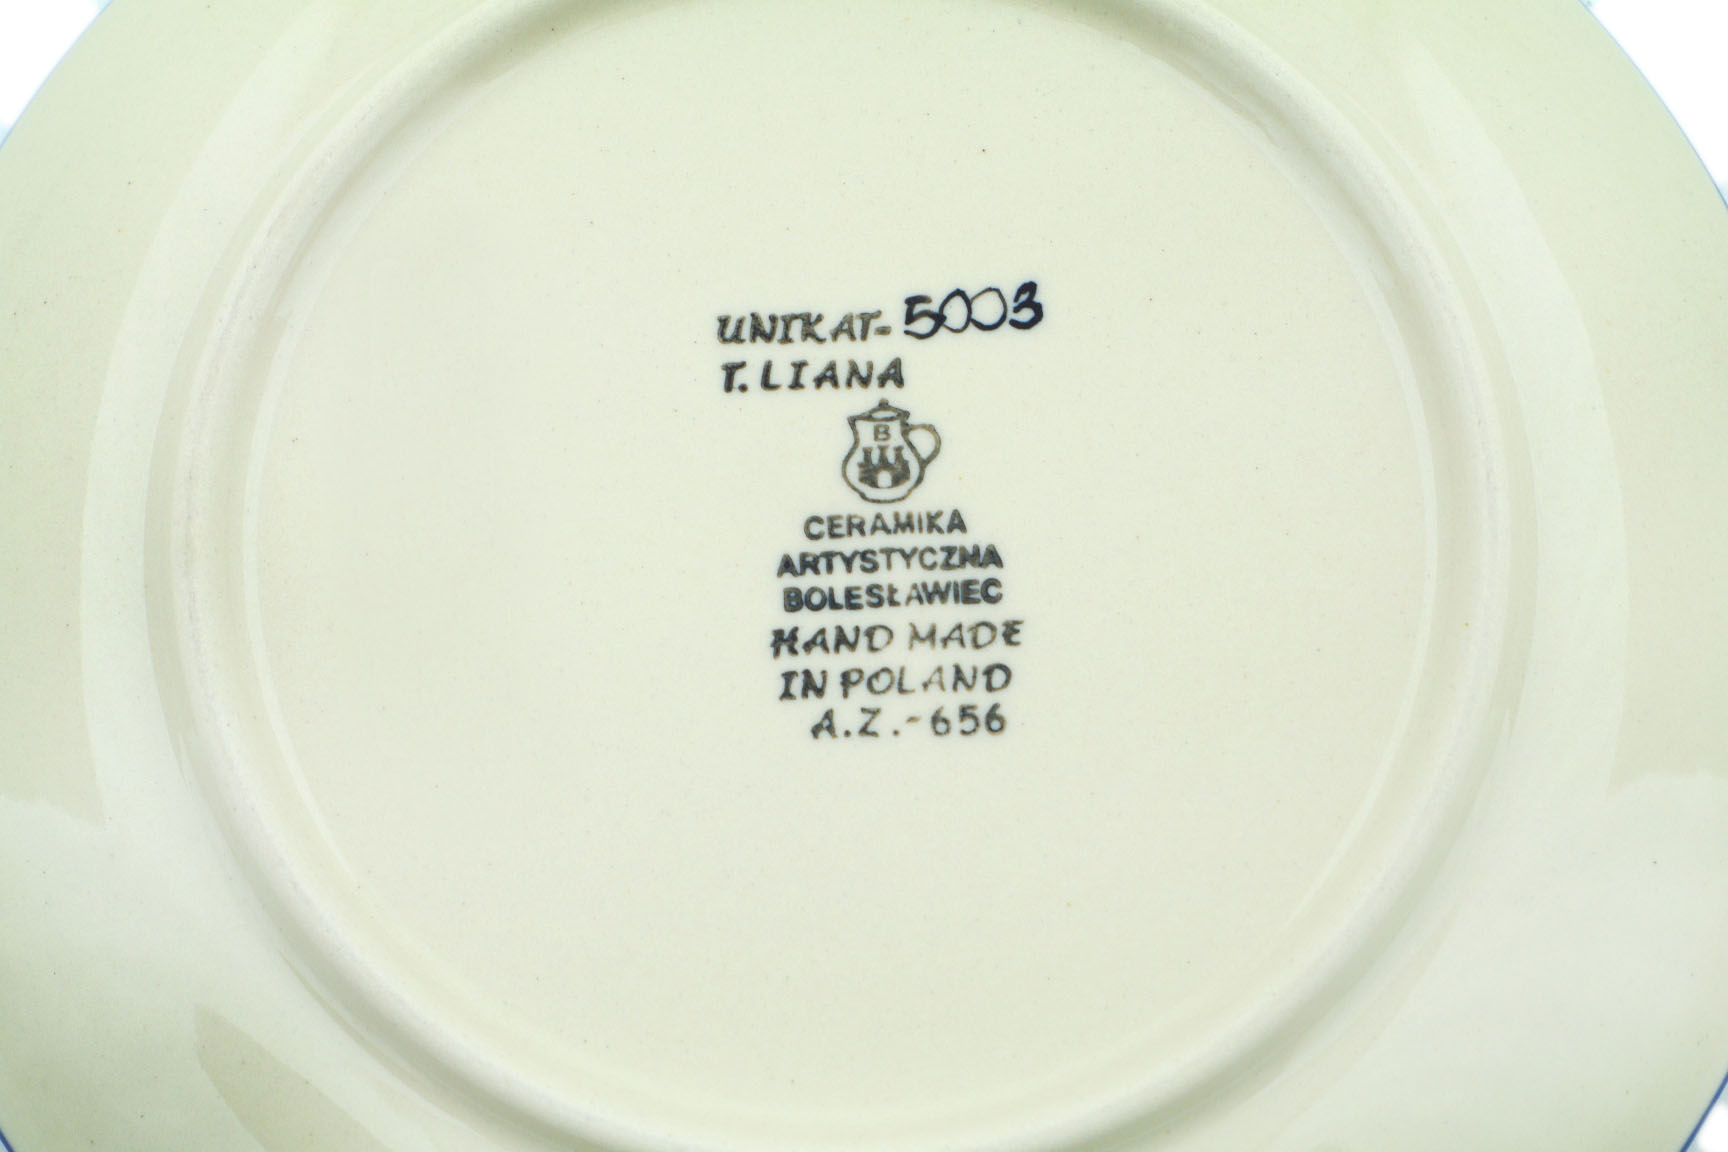 UNIKAT-5003
T. LIANA
B
CERAMIKA
ARTYSTYCZNA
BOLESŁAWIEC
HAND MADE
IN POLAND
A.Z.-656